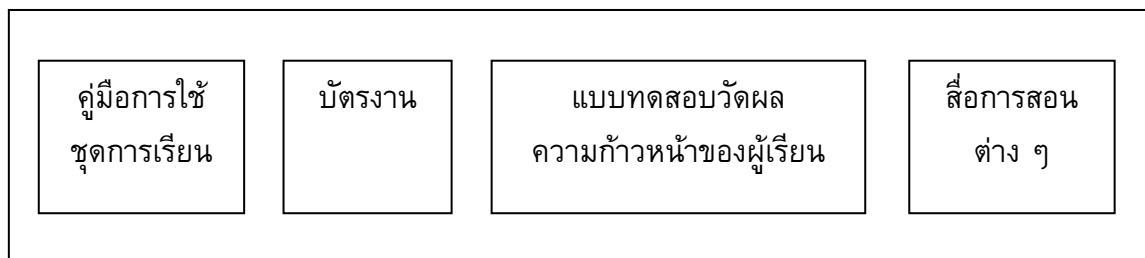 คู่มือการใช้
ชุดการเรียน
บัตรงาน
แบบทดสอบวัดผล
ความก้าวหน้าของผู้เรียน
สื่อการสอน
ต่าง ๆ